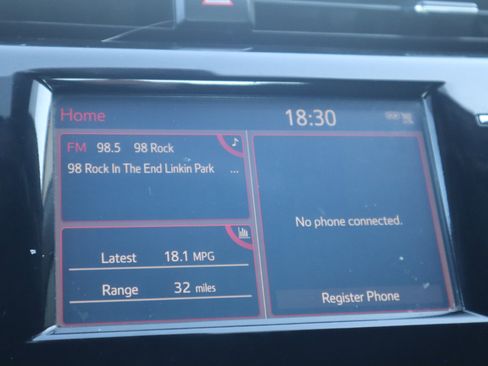 Home
18:30
FM 98.5 98 Rock
98 Rock In The End Linkin Park ...
Latest 18.1 MPG
Range 32 miles
No phone connected.
Register Phone